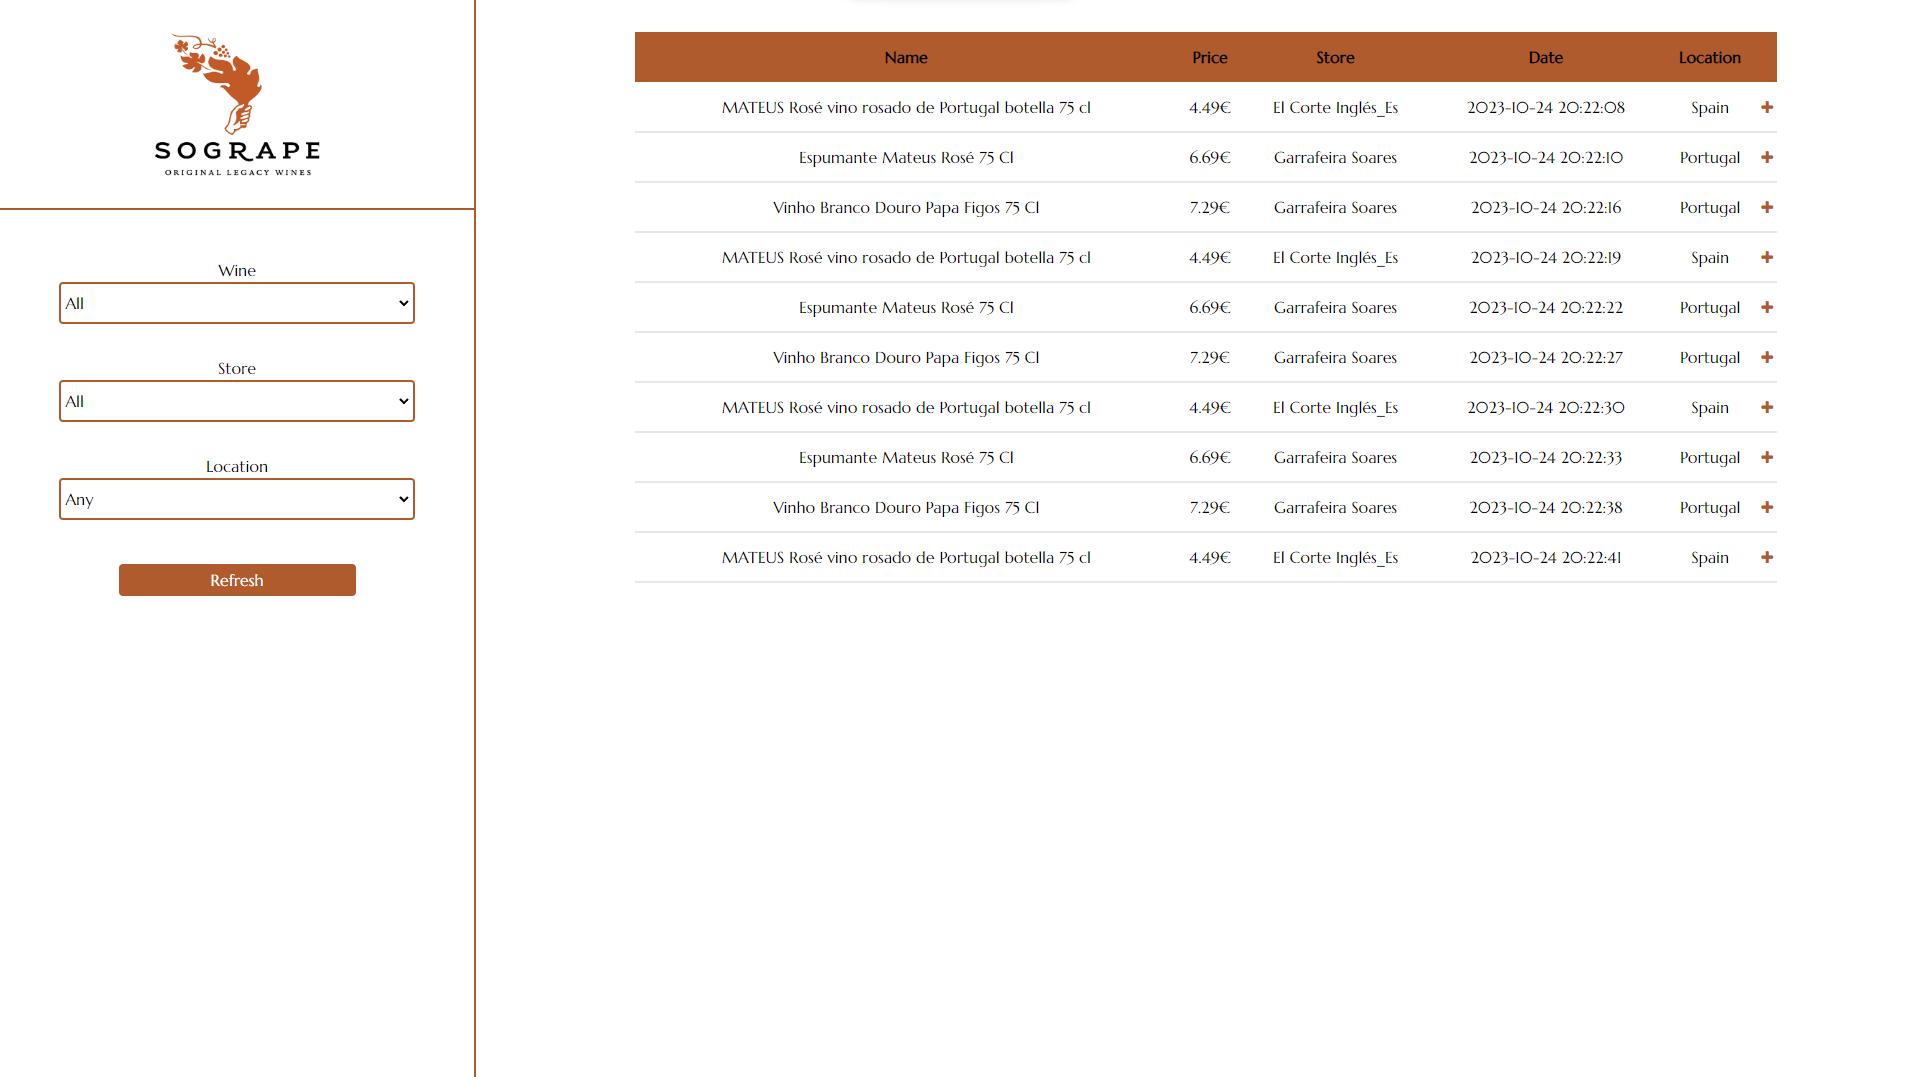 SOGRAPE
ORIGINAL LEGACY WINES
Wine
All
Store
All
Location
Any
Refresh
Name Price Store Date Location
MATEUS Rosé vino rosado de Portugal botella 75 cl 4.49€ El Corte Inglés_Es 2023-10-24 20:22:08 Spain
Espumante Mateus Rosé 75 Cl 6.69€ Garrafeira Soares 2023-10-24 20:22:10 Portugal
Vinho Branco Douro Papa Figos 75 Cl 7.29€ Garrafeira Soares 2023-10-24 20:22:16 Portugal
MATEUS Rosé vino rosado de Portugal botella 75 cl 4.49€ El Corte Inglés_Es 2023-10-24 20:22:19 Spain
Espumante Mateus Rosé 75 Cl 6.69€ Garrafeira Soares 2023-10-24 20:22:22 Portugal
Vinho Branco Douro Papa Figos 75 Cl 7.29€ Garrafeira Soares 2023-10-24 20:22:27 Portugal
MATEUS Rosé vino rosado de Portugal botella 75 cl 4.49€ El Corte Inglés_Es 2023-10-24 20:22:30 Spain
Espumante Mateus Rosé 75 Cl 6.69€ Garrafeira Soares 2023-10-24 20:22:33 Portugal
Vinho Branco Douro Papa Figos 75 Cl 7.29€ Garrafeira Soares 2023-10-24 20:22:38 Portugal
MATEUS Rosé vino rosado de Portugal botella 75 cl 4.49€ El Corte Inglés_Es 2023-10-24 20:22:41 Spain